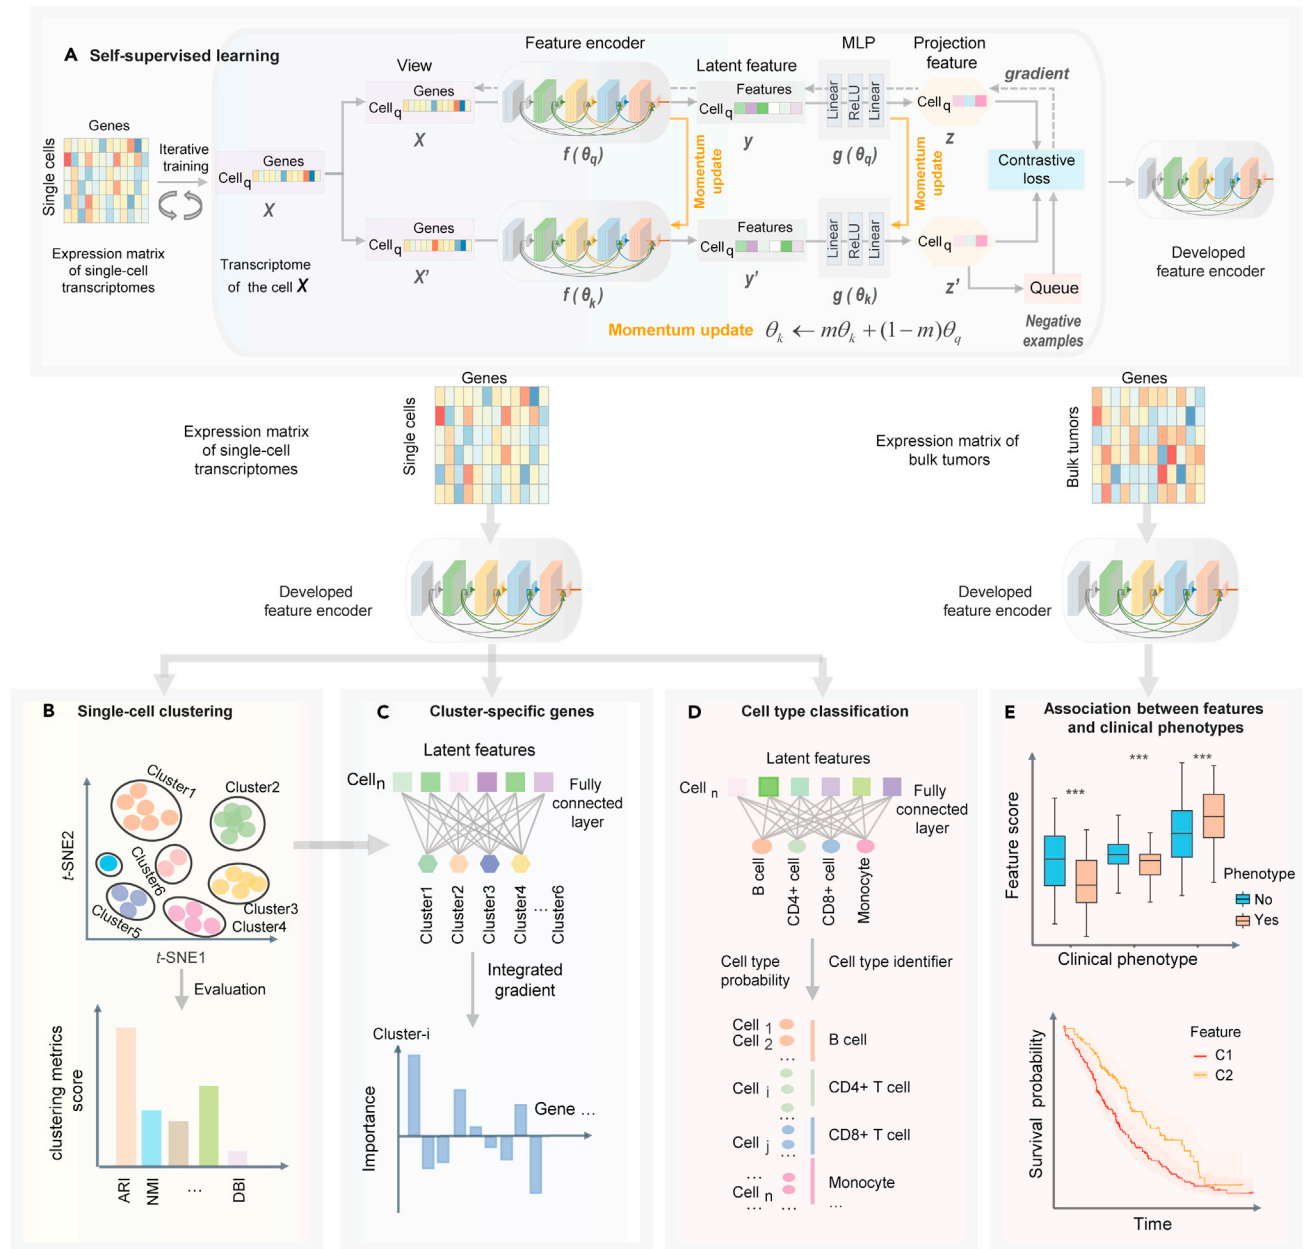 A Self-supervised learning
Feature encoder
MLP
Projection
feature
View
Latent feature
gradient
Genes
Cell q
X
f ( θq )
Features
Cell q
y
Linear
ReLU
Linear
g ( θq )
Cell q
z
Genes
Single cells
Iterative
training
Genes
Cell q
X
Momentum
update
Momentum
update
Contrastive
loss
Genes
Cell q
X'
f ( θk )
Features
Cell q
y'
Linear
ReLU
Linear
g ( θk )
Cell q
z'
Queue
Negative
examples
Expression matrix
of single-cell
transcriptomes
Transcriptome
of the cell X
Developed
feature encoder
Momentum update θk ← mθk + (1 − m)θq
Genes
Single cells
Expression matrix
of single-cell
transcriptomes
Genes
Bulk tumors
Expression matrix of
bulk tumors
Developed
feature encoder
Developed
feature encoder
B Single-cell clustering
Cluster1
Cluster2
Cluster6
Cluster3
Cluster4
Cluster5
t-SNE2
t-SNE1
Evaluation
clustering metrics
score
ARI
NMI
...
DBI
C Cluster-specific genes
Latent features
Cell n
Fully
connected
layer
Cluster1
Cluster2
Cluster3
Cluster4
...
Cluster6
Integrated
gradient
Cluster-i
Importance
Gene ...
D Cell type classification
Latent features
Cell n
Fully
connected
layer
B cell
CD4+ cell
CD8+ cell
Monocyte
Cell type
probability
Cell type identifier
Cell 1
Cell 2
...
B cell
Cell i
...
CD4+ T cell
Cell j
...
CD8+ T cell
...
Cell n
... ...
Monocyte
...
E Association between features
and clinical phenotypes
***
***
***
Feature score
Phenotype
No
Yes
Clinical phenotype
Survival probability
Feature
C1
C2
Time